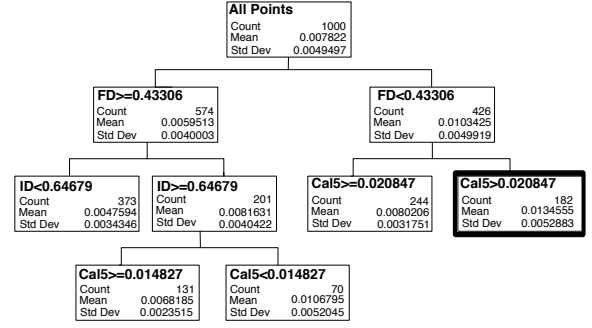 All Points
Count 1000
Mean 0.007822
Std Dev 0.0049497
FD>=0.43306
Count 574
Mean 0.0059513
Std Dev 0.0040003
FD<0.43306
Count 426
Mean 0.0103425
Std Dev 0.0049919
ID<0.64679
Count 373
Mean 0.0047594
Std Dev 0.0034346
ID>=0.64679
Count 201
Mean 0.0081631
Std Dev 0.0040422
Cal5>=0.020847
Count 244
Mean 0.0080206
Std Dev 0.0031751
Cal5>0.020847
Count 182
Mean 0.0134555
Std Dev 0.0052883
Cal5>=0.014827
Count 131
Mean 0.0068185
Std Dev 0.0023515
Cal5<0.014827
Count 70
Mean 0.0106795
Std Dev 0.0052045